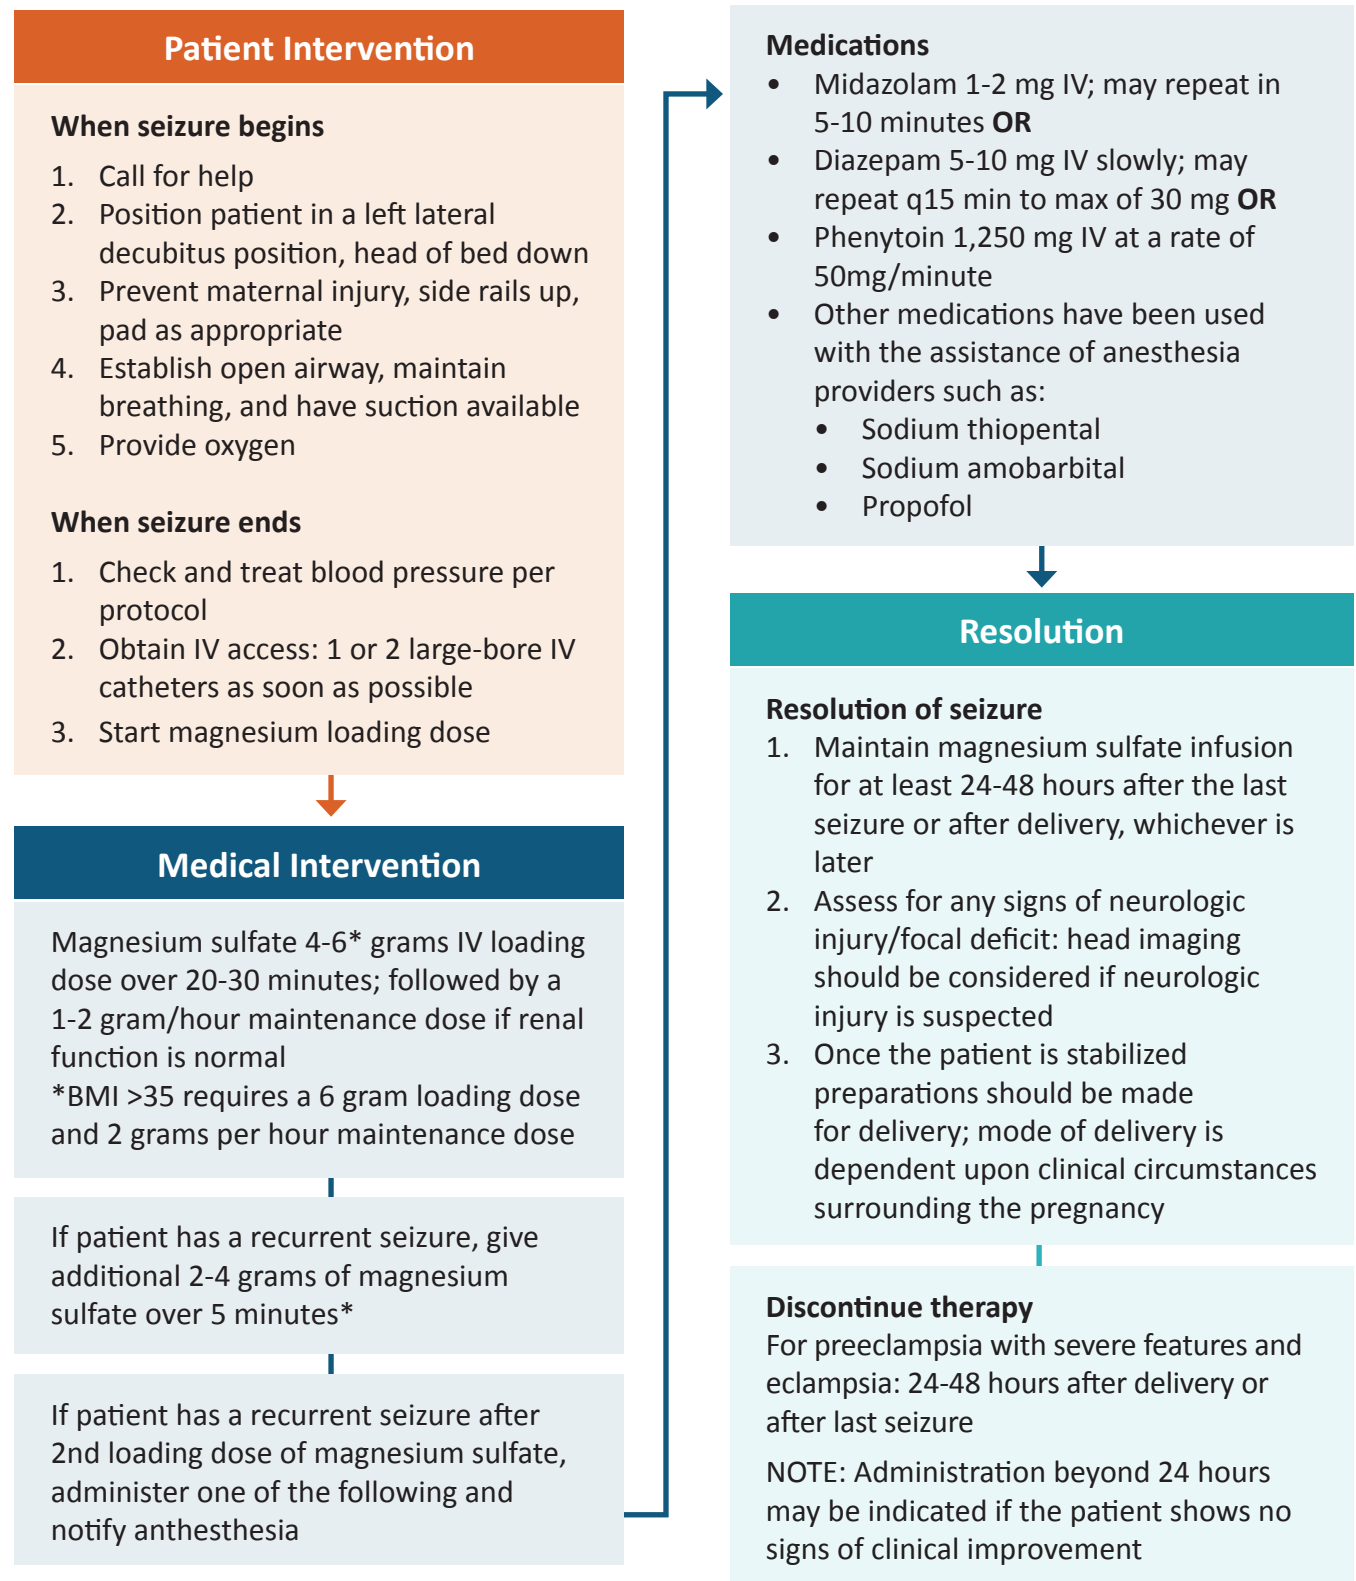 Patient Intervention
When seizure begins
1. Call for help
2. Position patient in a left lateral
decubitus position, head of bed down
3. Prevent maternal injury, side rails up,
pad as appropriate
4. Establish open airway, maintain
breathing, and have suction available
5. Provide oxygen
When seizure ends
1. Check and treat blood pressure per
protocol
2. Obtain IV access: 1 or 2 large-bore IV
catheters as soon as possible
3. Start magnesium loading dose
Medical Intervention
Magnesium sulfate 4-6* grams IV loading
dose over 20-30 minutes; followed by a
1-2 gram/hour maintenance dose if renal
function is normal
*BMI >35 requires a 6 gram loading dose
and 2 grams per hour maintenance dose
If patient has a recurrent seizure, give
additional 2-4 grams of magnesium
sulfate over 5 minutes*
If patient has a recurrent seizure after
2nd loading dose of magnesium sulfate,
administer one of the following and
notify anthesthesia
Medications
• Midazolam 1-2 mg IV; may repeat in
5-10 minutes OR
• Diazepam 5-10 mg IV slowly; may
repeat q15 min to max of 30 mg OR
• Phenytoin 1,250 mg IV at a rate of
50mg/minute
• Other medications have been used
with the assistance of anesthesia
providers such as:
• Sodium thiopental
• Sodium amobarbital
• Propofol
Resolution
Resolution of seizure
1. Maintain magnesium sulfate infusion
for at least 24-48 hours after the last
seizure or after delivery, whichever is
later
2. Assess for any signs of neurologic
injury/focal deficit: head imaging
should be considered if neurologic
injury is suspected
3. Once the patient is stabilized
preparations should be made
for delivery; mode of delivery is
dependent upon clinical circumstances
surrounding the pregnancy
Discontinue therapy
For preeclampsia with severe features and
eclampsia: 24-48 hours after delivery or
after last seizure
NOTE: Administration beyond 24 hours
may be indicated if the patient shows no
signs of clinical improvement